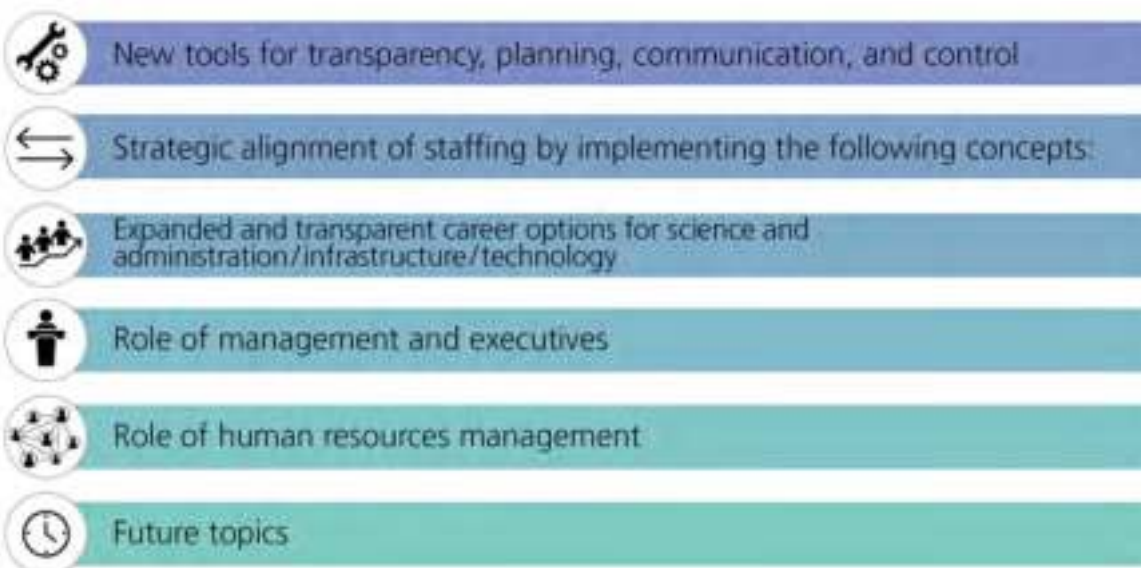 New tools for transparency, planning, communication, and control
Strategic alignment of staffing by implementing the following concepts:
Expanded and transparent career options for science and
administration/infrastructure/technology
Role of management and executives
Role of human resources management
Future topics